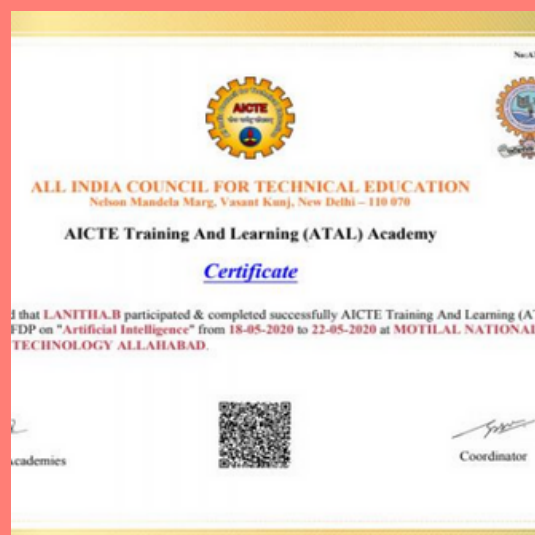 No:A
AICTE
ALL INDIA COUNCIL FOR TECHNICAL EDUCATION
Nelson Mandela Marg, Vasant Kunj, New Delhi – 110 070
AICTE Training And Learning (ATAL) Academy
Certificate
d that LANITHA.B participated & completed successfully AICTE Training And Learning (A
FDP on "Artificial Intelligence" from 18-05-2020 to 22-05-2020 at MOTILAL NATIONAL
TECHNOLOGY ALLAHABAD.
cademies
Coordinator